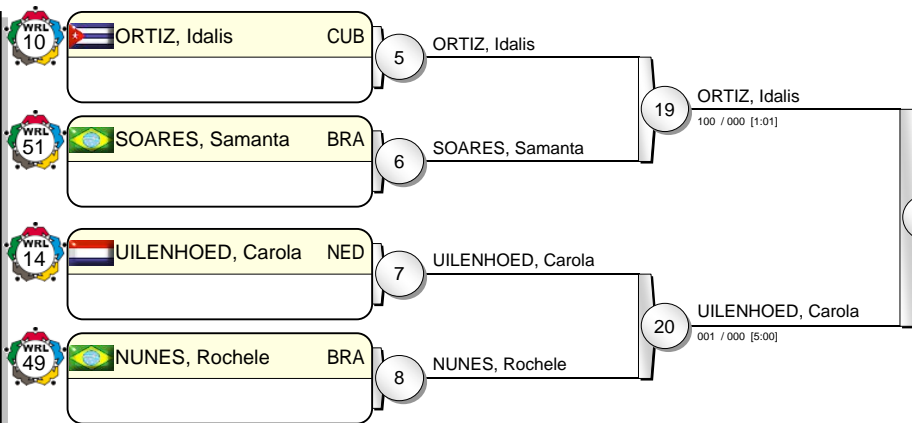 WRL
10
ORTIZ, Idalis CUB
5
ORTIZ, Idalis
19
ORTIZ, Idalis
100 / 000 [1:01]
WRL
51
SOARES, Samanta BRA
6
SOARES, Samanta
WRL
14
UILENHOED, Carola NED
7
UILENHOED, Carola
20
UILENHOED, Carola
001 / 000 [5:00]
WRL
49
NUNES, Rochele BRA
8
NUNES, Rochele